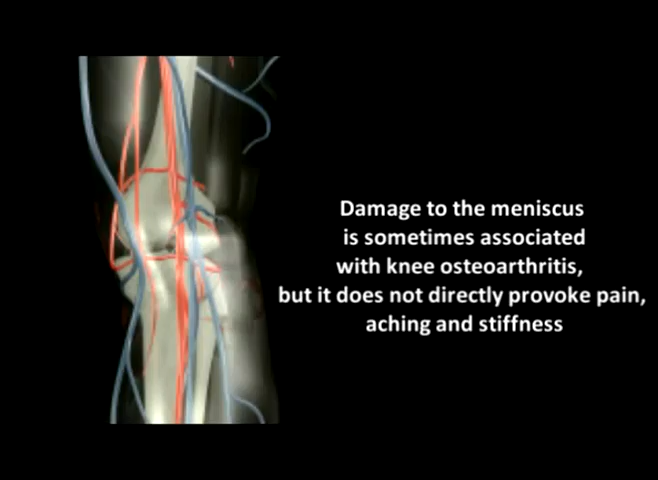 Damage to the meniscus
is sometimes associated
with knee osteoarthritis,
but it does not directly provoke pain,
aching and stiffness